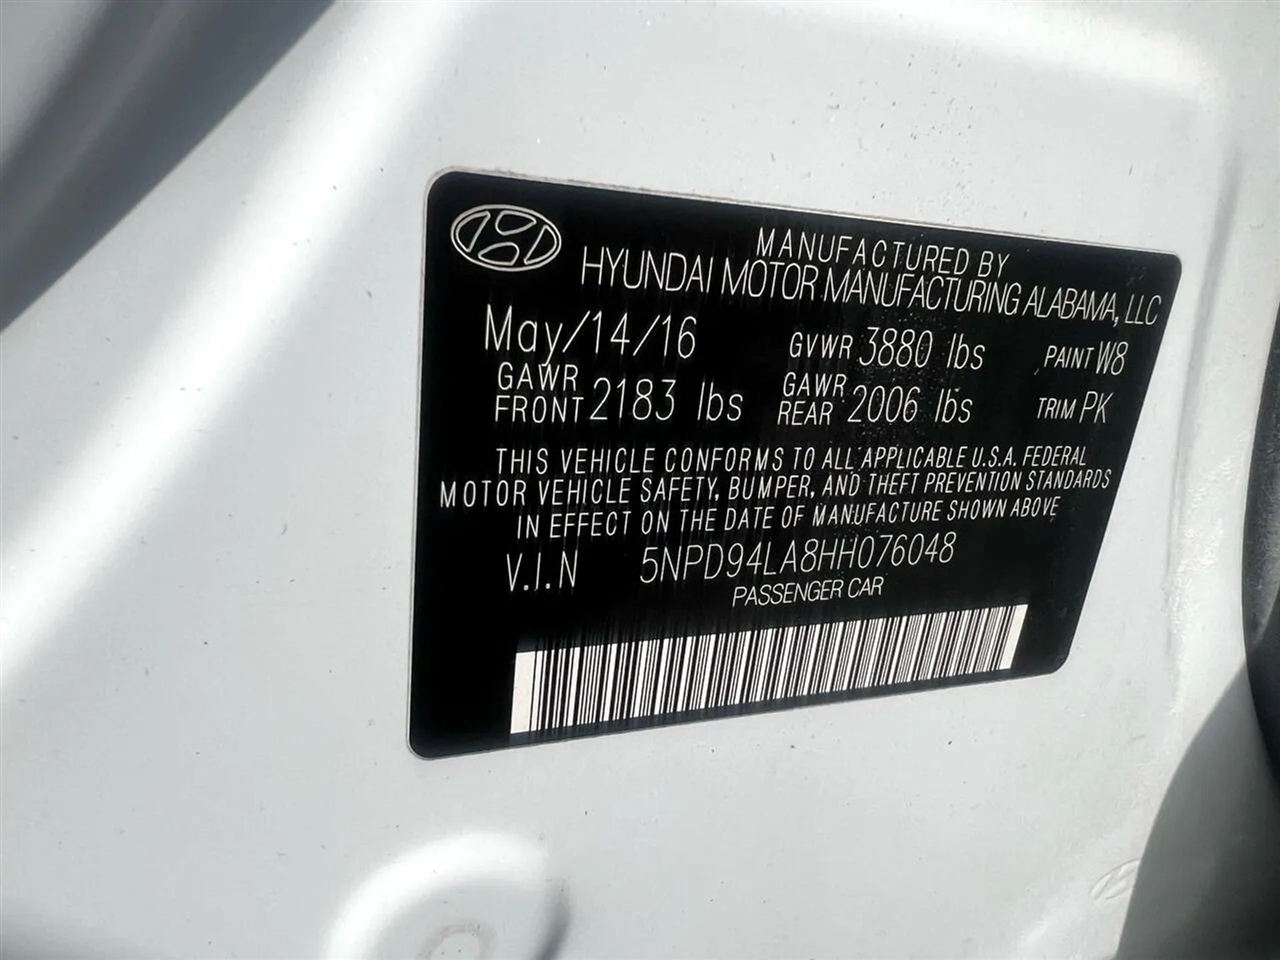 MANUFACTURED BY
HYUNDAI MOTOR MANUFACTURING ALABAMA, LLC
May/14/16 GVWR 3880 lbs PAINT W8
GAWR FRONT 2183 lbs GAWR REAR 2006 lbs TRIM PK
THIS VEHICLE CONFORMS TO ALL APPLICABLE U.S.A. FEDERAL
MOTOR VEHICLE SAFETY, BUMPER, AND THEFT PREVENTION STANDARDS
IN EFFECT ON THE DATE OF MANUFACTURE SHOWN ABOVE
V.I.N 5NPD94LA8HH076048
PASSENGER CAR